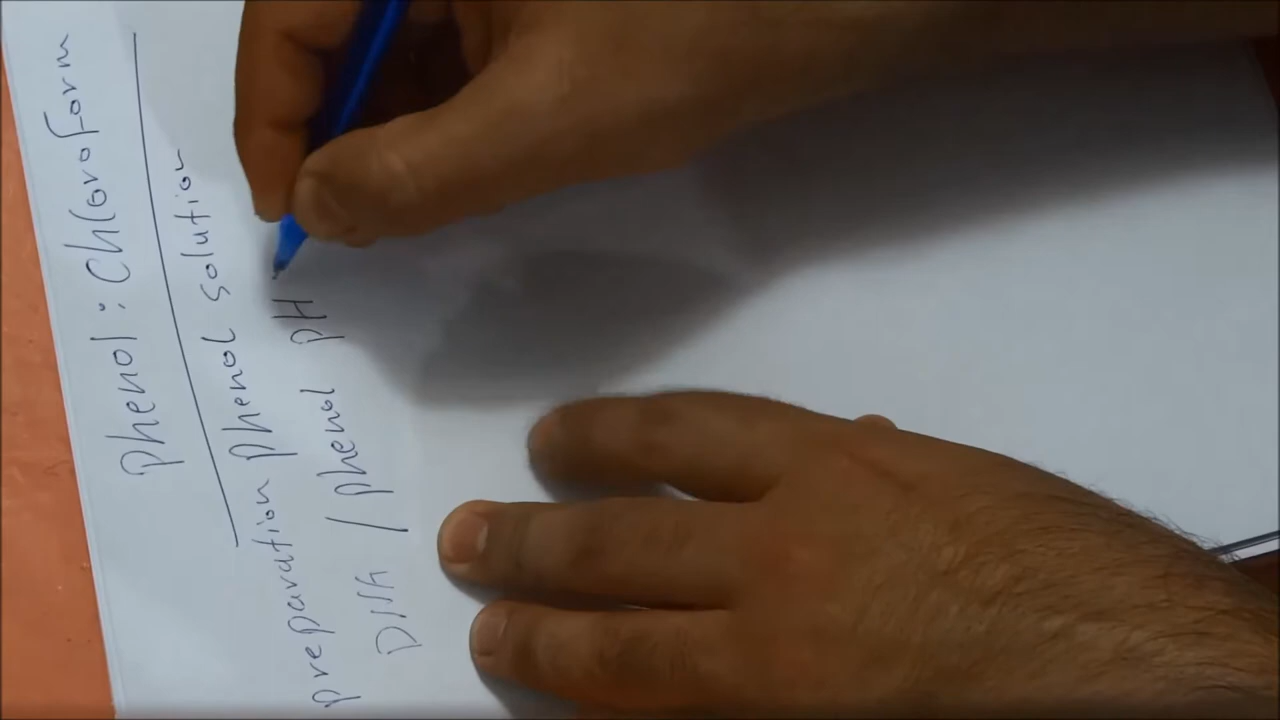 Phenol : Chloroform
preparation phenol solution
DNA / phenol pH